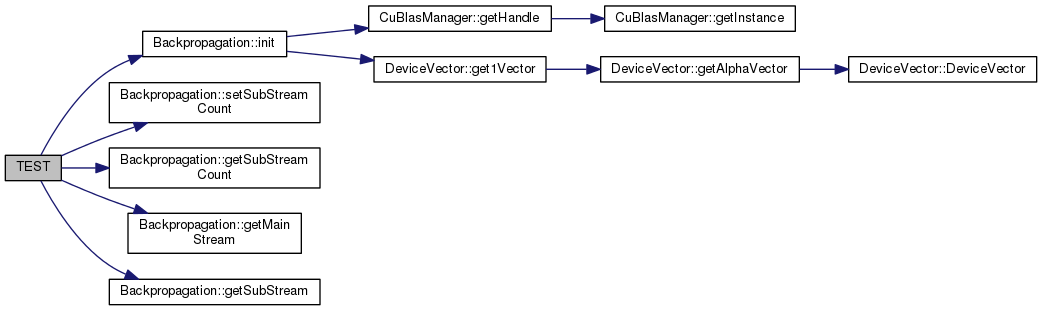 TEST
Backpropagation::init
Backpropagation::setSubStream
Count
Backpropagation::getSubStream
Count
Backpropagation::getMain
Stream
Backpropagation::getSubStream
CuBlasManager::getHandle
DeviceVector::get1Vector
CuBlasManager::getInstance
DeviceVector::getAlphaVector
DeviceVector::DeviceVector